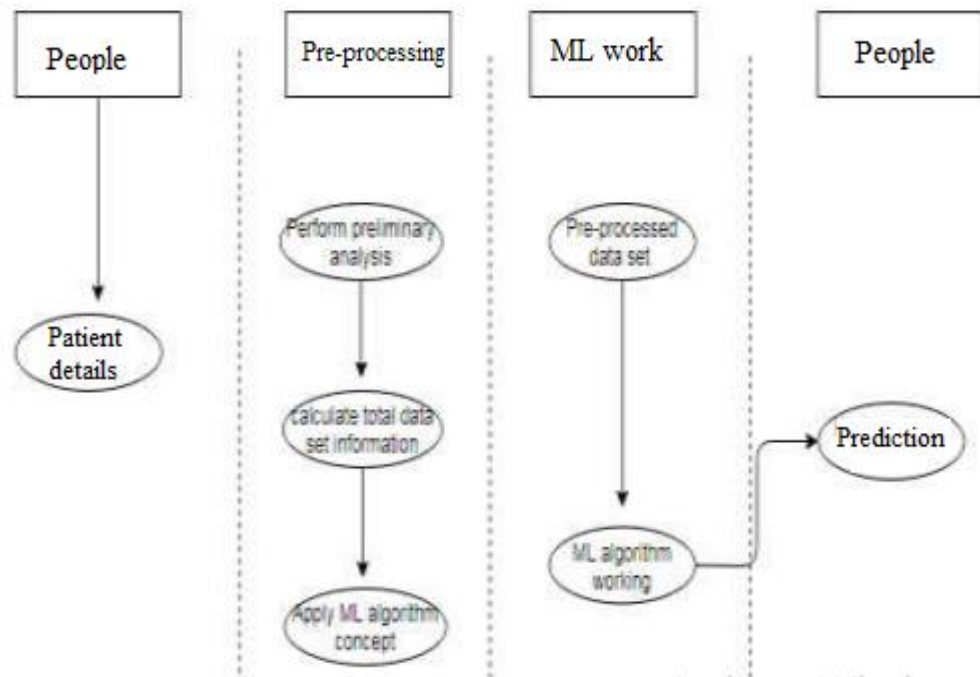 People
Pre-processing
ML work
People
Perform preliminary
analysis
Pre-processed
data set
Patient
details
calculate total data
set information
Prediction
ML algorithm
working
Apply ML algorithm
concept